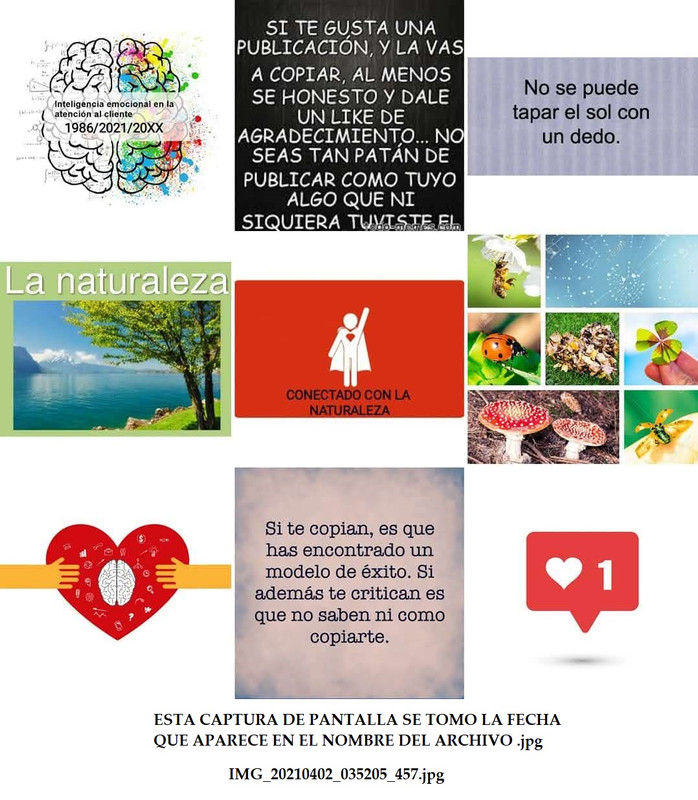 Inteligencia emocional en la
atención al cliente
1986/2021/20XX
SI TE GUSTA UNA
PUBLICACIÓN, Y LA VAS
A COPIAR, AL MENOS
SE HONESTO Y DALE
UN LIKE DE
AGRADECIMIENTO... NO
SEAS TAN PATÁN DE
PUBLICAR COMO TUYO
ALGO QUE NI
SIQUIERA TUVISTE EL
No se puede
tapar el sol con
un dedo.
La naturaleza
CONECTADO CON LA
NATURALEZA
Si te copian, es que
has encontrado un
modelo de éxito. Si
además te critican es
que no saben ni como
copiarte.
1
ESTA CAPTURA DE PANTALLA SE TOMO LA FECHA
QUE APARECE EN EL NOMBRE DEL ARCHIVO .jpg
IMG_20210402_035205_457.jpg